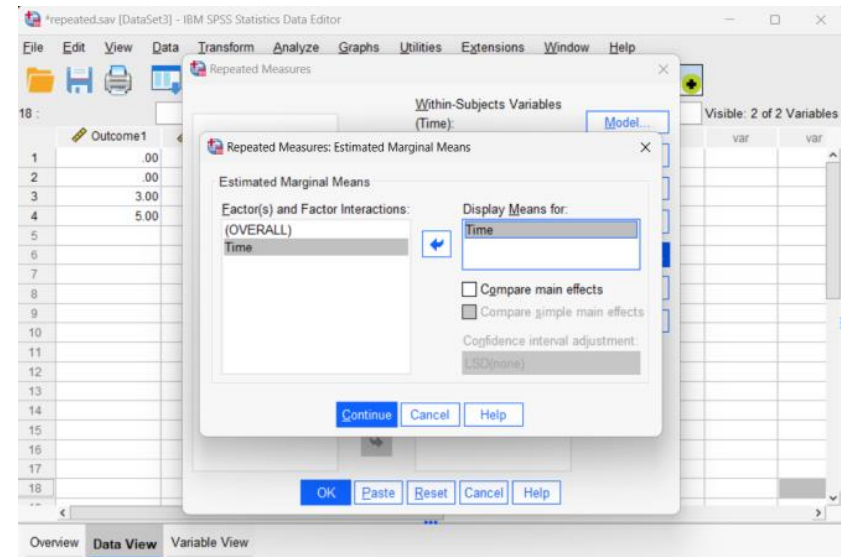 *repeated.sav [DataSet3] - IBM SPSS Statistics Data Editor
File Edit View Data Transform Analyze Graphs Utilities Extensions Window Help
Repeated Measures
18 :
Within-Subjects Variables
(Time):
Model...
Visible: 2 of 2 Variables
Outcome1
var
var
Repeated Measures: Estimated Marginal Means
Estimated Marginal Means
Factor(s) and Factor Interactions:
Display Means for:
(OVERALL)
Time
Time
Compare main effects
Compare simple main effects
Confidence interval adjustment:
LSD(none)
Continue Cancel Help
1 .00
2 .00
3 3.00
4 5.00
5
6
7
8
9
10
11
12
13
14
15
16
17
18
OK Paste Reset Cancel Help
Overview Data View Variable View